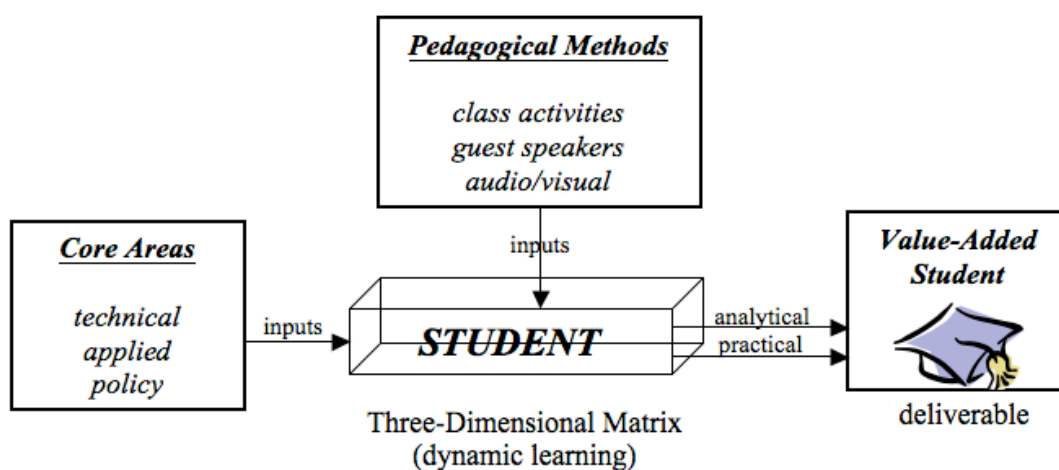 Pedagogical Methods
class activities
guest speakers
audio/visual
inputs
Core Areas
technical
applied
policy
inputs
STUDENT
Three-Dimensional Matrix
(dynamic learning)
analytical
practical
Value-Added
Student
deliverable